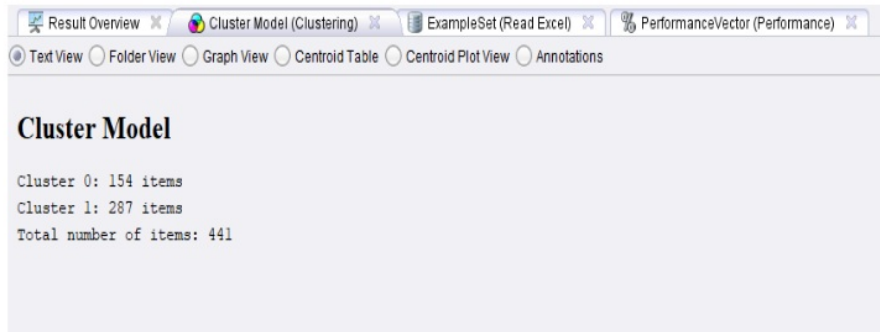 Result Overview Cluster Model (Clustering) ExampleSet (Read Excel) PerformanceVector (Performance)
Text View Folder View Graph View Centroid Table Centroid Plot View Annotations
Cluster Model
Cluster 0: 154 items
Cluster 1: 287 items
Total number of items: 441